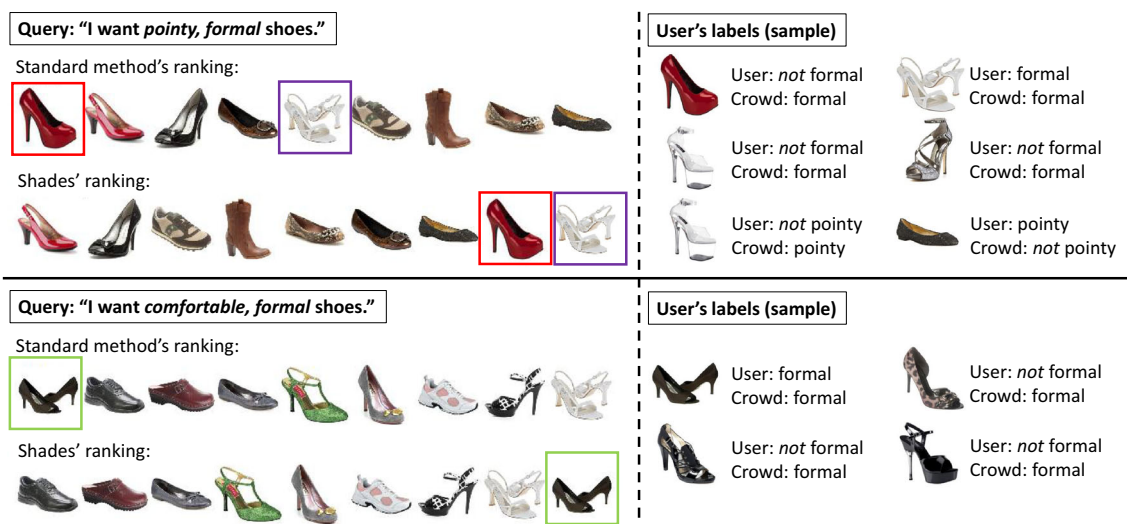 Query: “I want pointy, formal shoes.”
Standard method’s ranking:
Shades’ ranking:
User’s labels (sample)
User: not formal
Crowd: formal
User: formal
Crowd: formal
User: not formal
Crowd: formal
User: not formal
Crowd: formal
User: not pointy
Crowd: pointy
User: pointy
Crowd: not pointy
Query: “I want comfortable, formal shoes.”
Standard method’s ranking:
Shades’ ranking:
User’s labels (sample)
User: formal
Crowd: formal
User: not formal
Crowd: formal
User: not formal
Crowd: formal
User: not formal
Crowd: formal